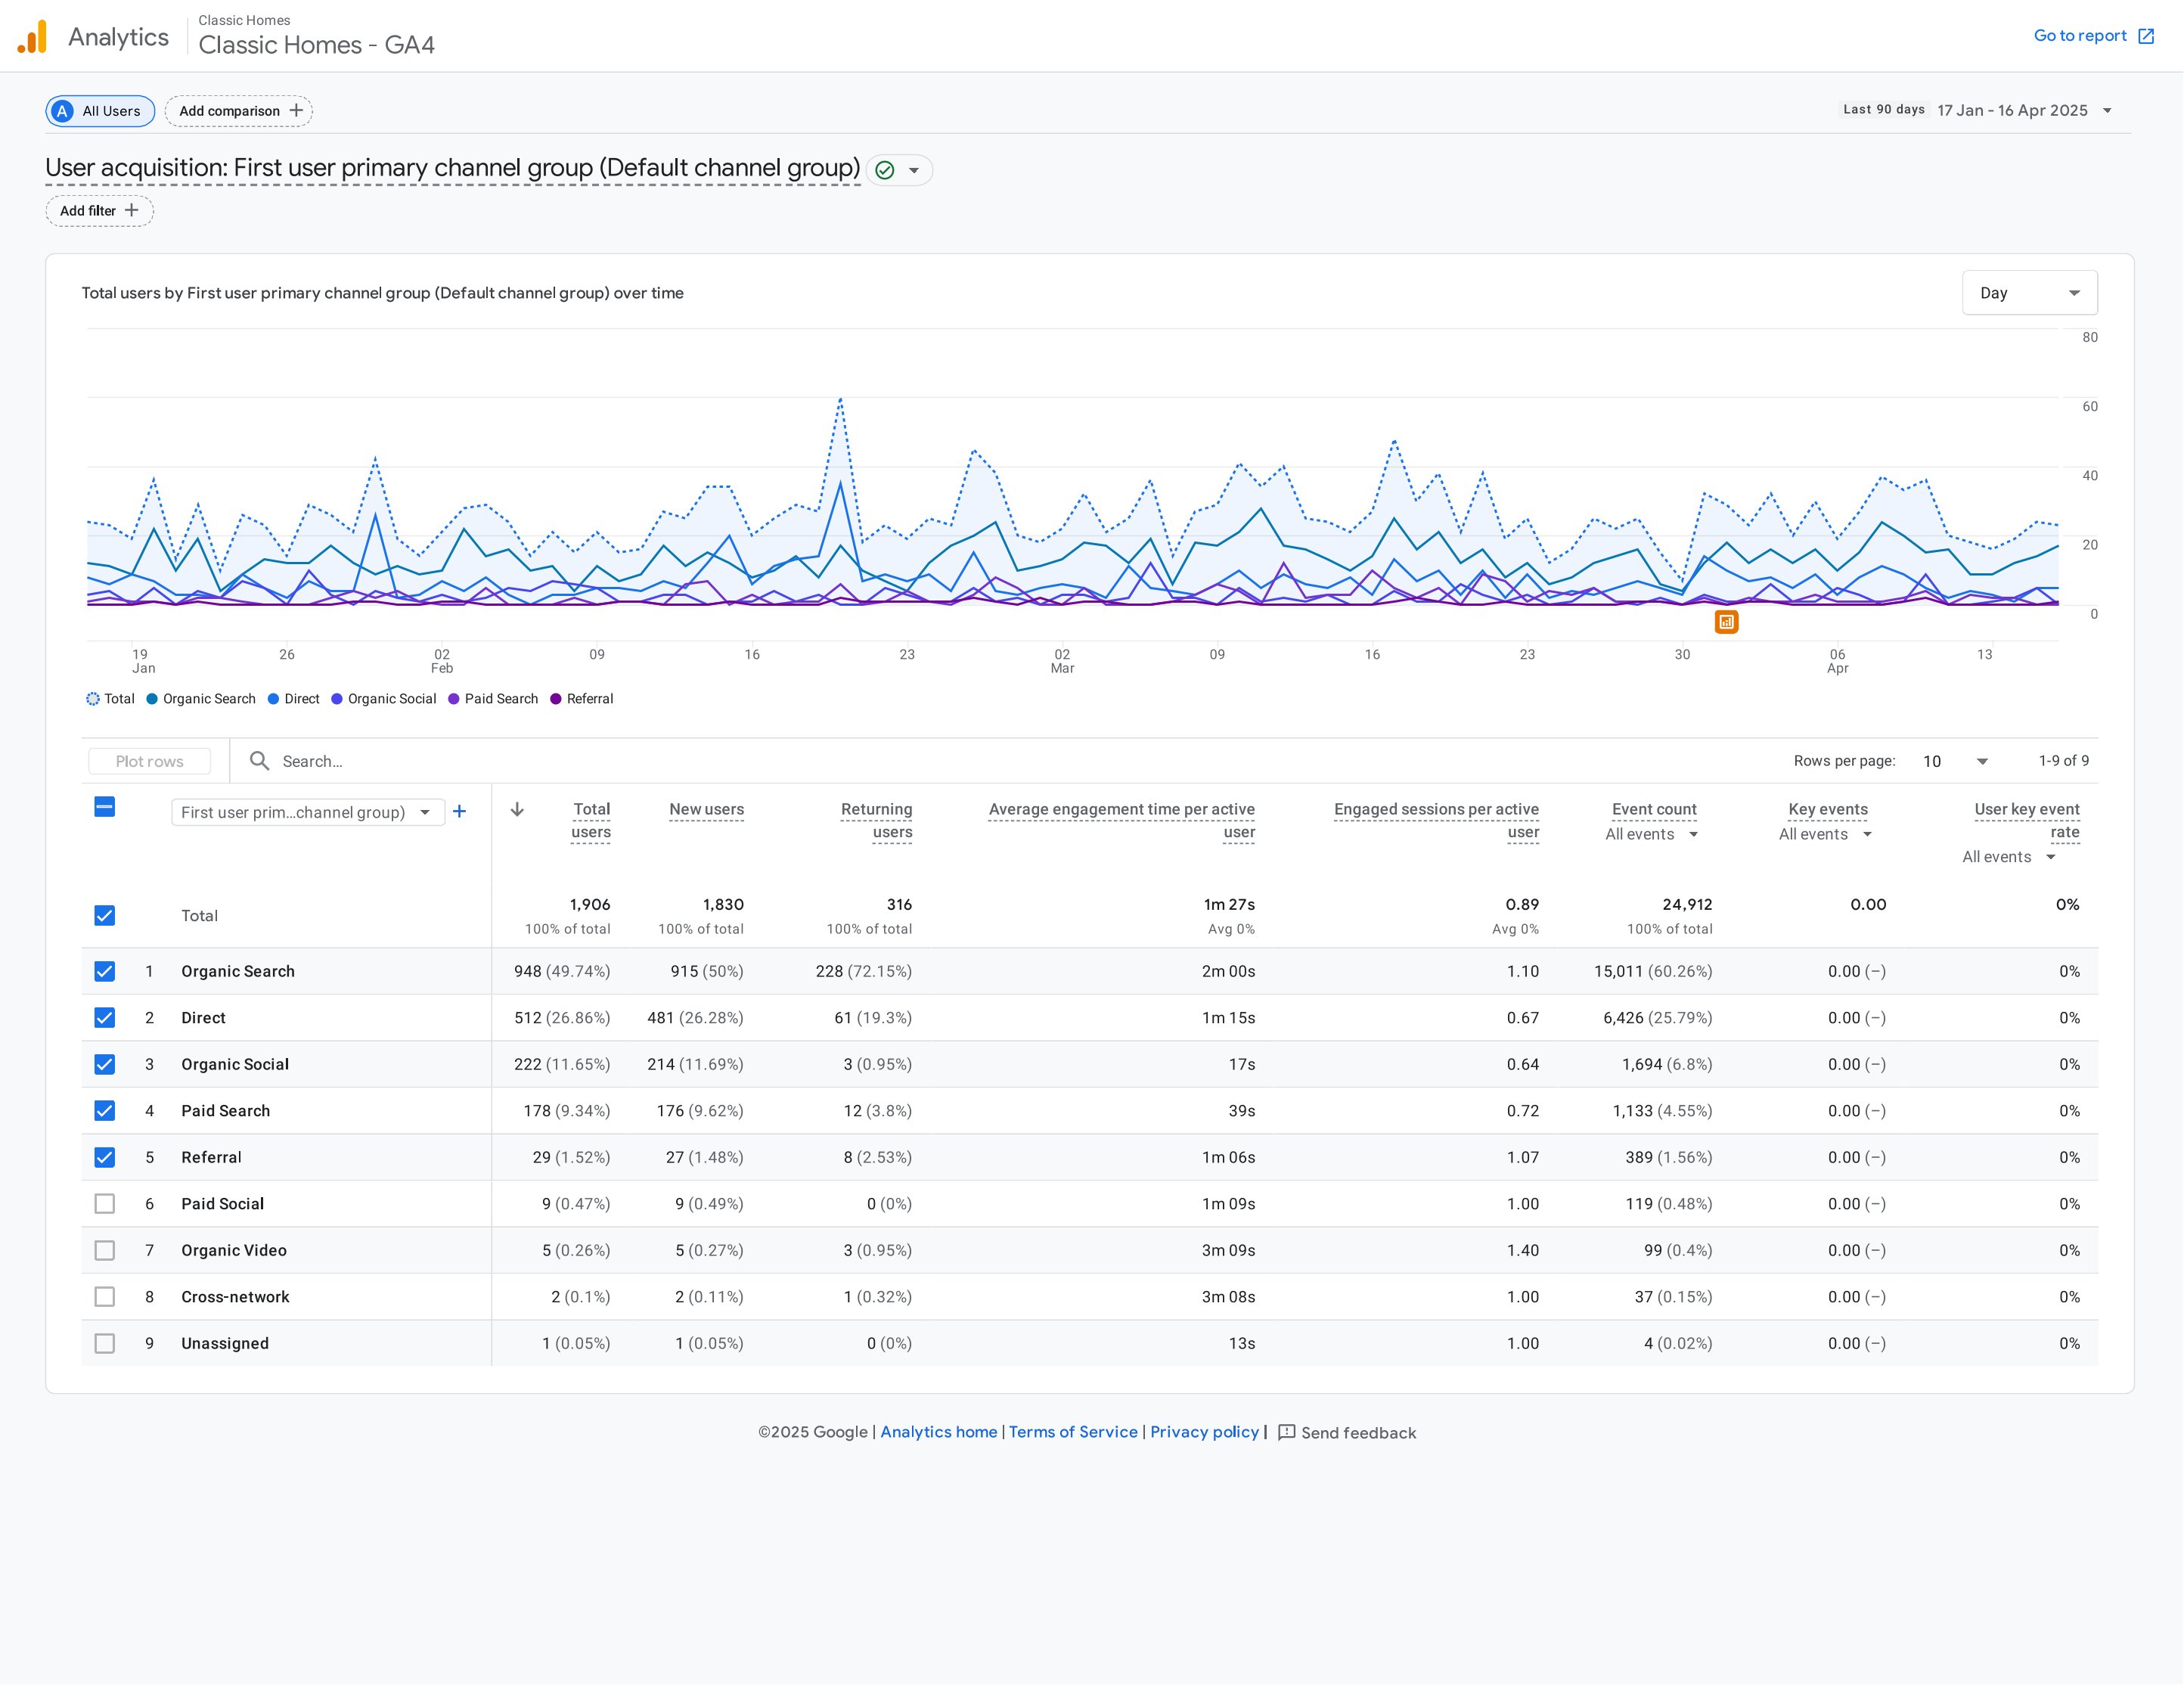 Analytics
Classic Homes
Classic Homes - GA4
Go to report
A All Users
Add comparison
Last 90 days 17 Jan - 16 Apr 2025
User acquisition: First user primary channel group (Default channel group)
Add filter
Total users by First user primary channel group (Default channel group) over time
Day
80
60
40
20
0
19 26 02 09 16 23 02 09 16 23 30 06 13
Jan Feb Mar Apr
Total Organic Search Direct Organic Social Paid Search Referral
Plot rows
Search...
Rows per page: 10 1-9 of 9
First user prim...channel group)
Total users
New users
Returning users
Average engagement time per active user
Engaged sessions per active user
Event count
All events
Key events
All events
User key event rate
All events
Total 1,906 1,830 316 1m 27s 0.89 24,912 0.00 0%
100% of total 100% of total 100% of total Avg 0% Avg 0% 100% of total
1 Organic Search 948 (49.74%) 915 (50%) 228 (72.15%) 2m 00s 1.10 15,011 (60.26%) 0.00 (–) 0%
2 Direct 512 (26.86%) 481 (26.28%) 61 (19.3%) 1m 15s 0.67 6,426 (25.79%) 0.00 (–) 0%
3 Organic Social 222 (11.65%) 214 (11.69%) 3 (0.95%) 17s 0.64 1,694 (6.8%) 0.00 (–) 0%
4 Paid Search 178 (9.34%) 176 (9.62%) 12 (3.8%) 39s 0.72 1,133 (4.55%) 0.00 (–) 0%
5 Referral 29 (1.52%) 27 (1.48%) 8 (2.53%) 1m 06s 1.07 389 (1.56%) 0.00 (–) 0%
6 Paid Social 9 (0.47%) 9 (0.49%) 0 (0%) 1m 09s 1.00 119 (0.48%) 0.00 (–) 0%
7 Organic Video 5 (0.26%) 5 (0.27%) 3 (0.95%) 3m 09s 1.40 99 (0.4%) 0.00 (–) 0%
8 Cross-network 2 (0.1%) 2 (0.11%) 1 (0.32%) 3m 08s 1.00 37 (0.15%) 0.00 (–) 0%
9 Unassigned 1 (0.05%) 1 (0.05%) 0 (0%) 13s 1.00 4 (0.02%) 0.00 (–) 0%
©2025 Google | Analytics home | Terms of Service | Privacy policy | Send feedback